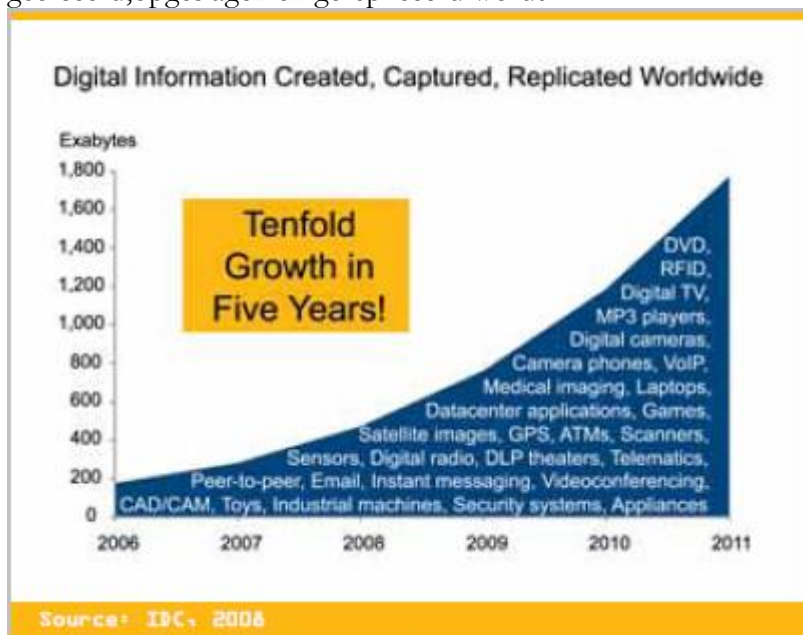 Digital Information Created, Captured, Replicated Worldwide
Exabytes
1,800
1,600
1,400
1,200
1,000
800
600
400
200
0
Tenfold
Growth in
Five Years!
DVD,
RFID,
Digital TV,
MP3 players,
Digital cameras,
Camera phones, VoIP,
Medical imaging, Laptops,
Datacenter applications, Games,
Satellite images, GPS, ATMs, Scanners,
Sensors, Digital radio, DLP theaters, Telematics,
Peer-to-peer, Email, Instant messaging, Videoconferencing,
CAD/CAM, Toys, Industrial machines, Security systems, Appliances
2006 2007 2008 2009 2010 2011
Source: IDC, 2008